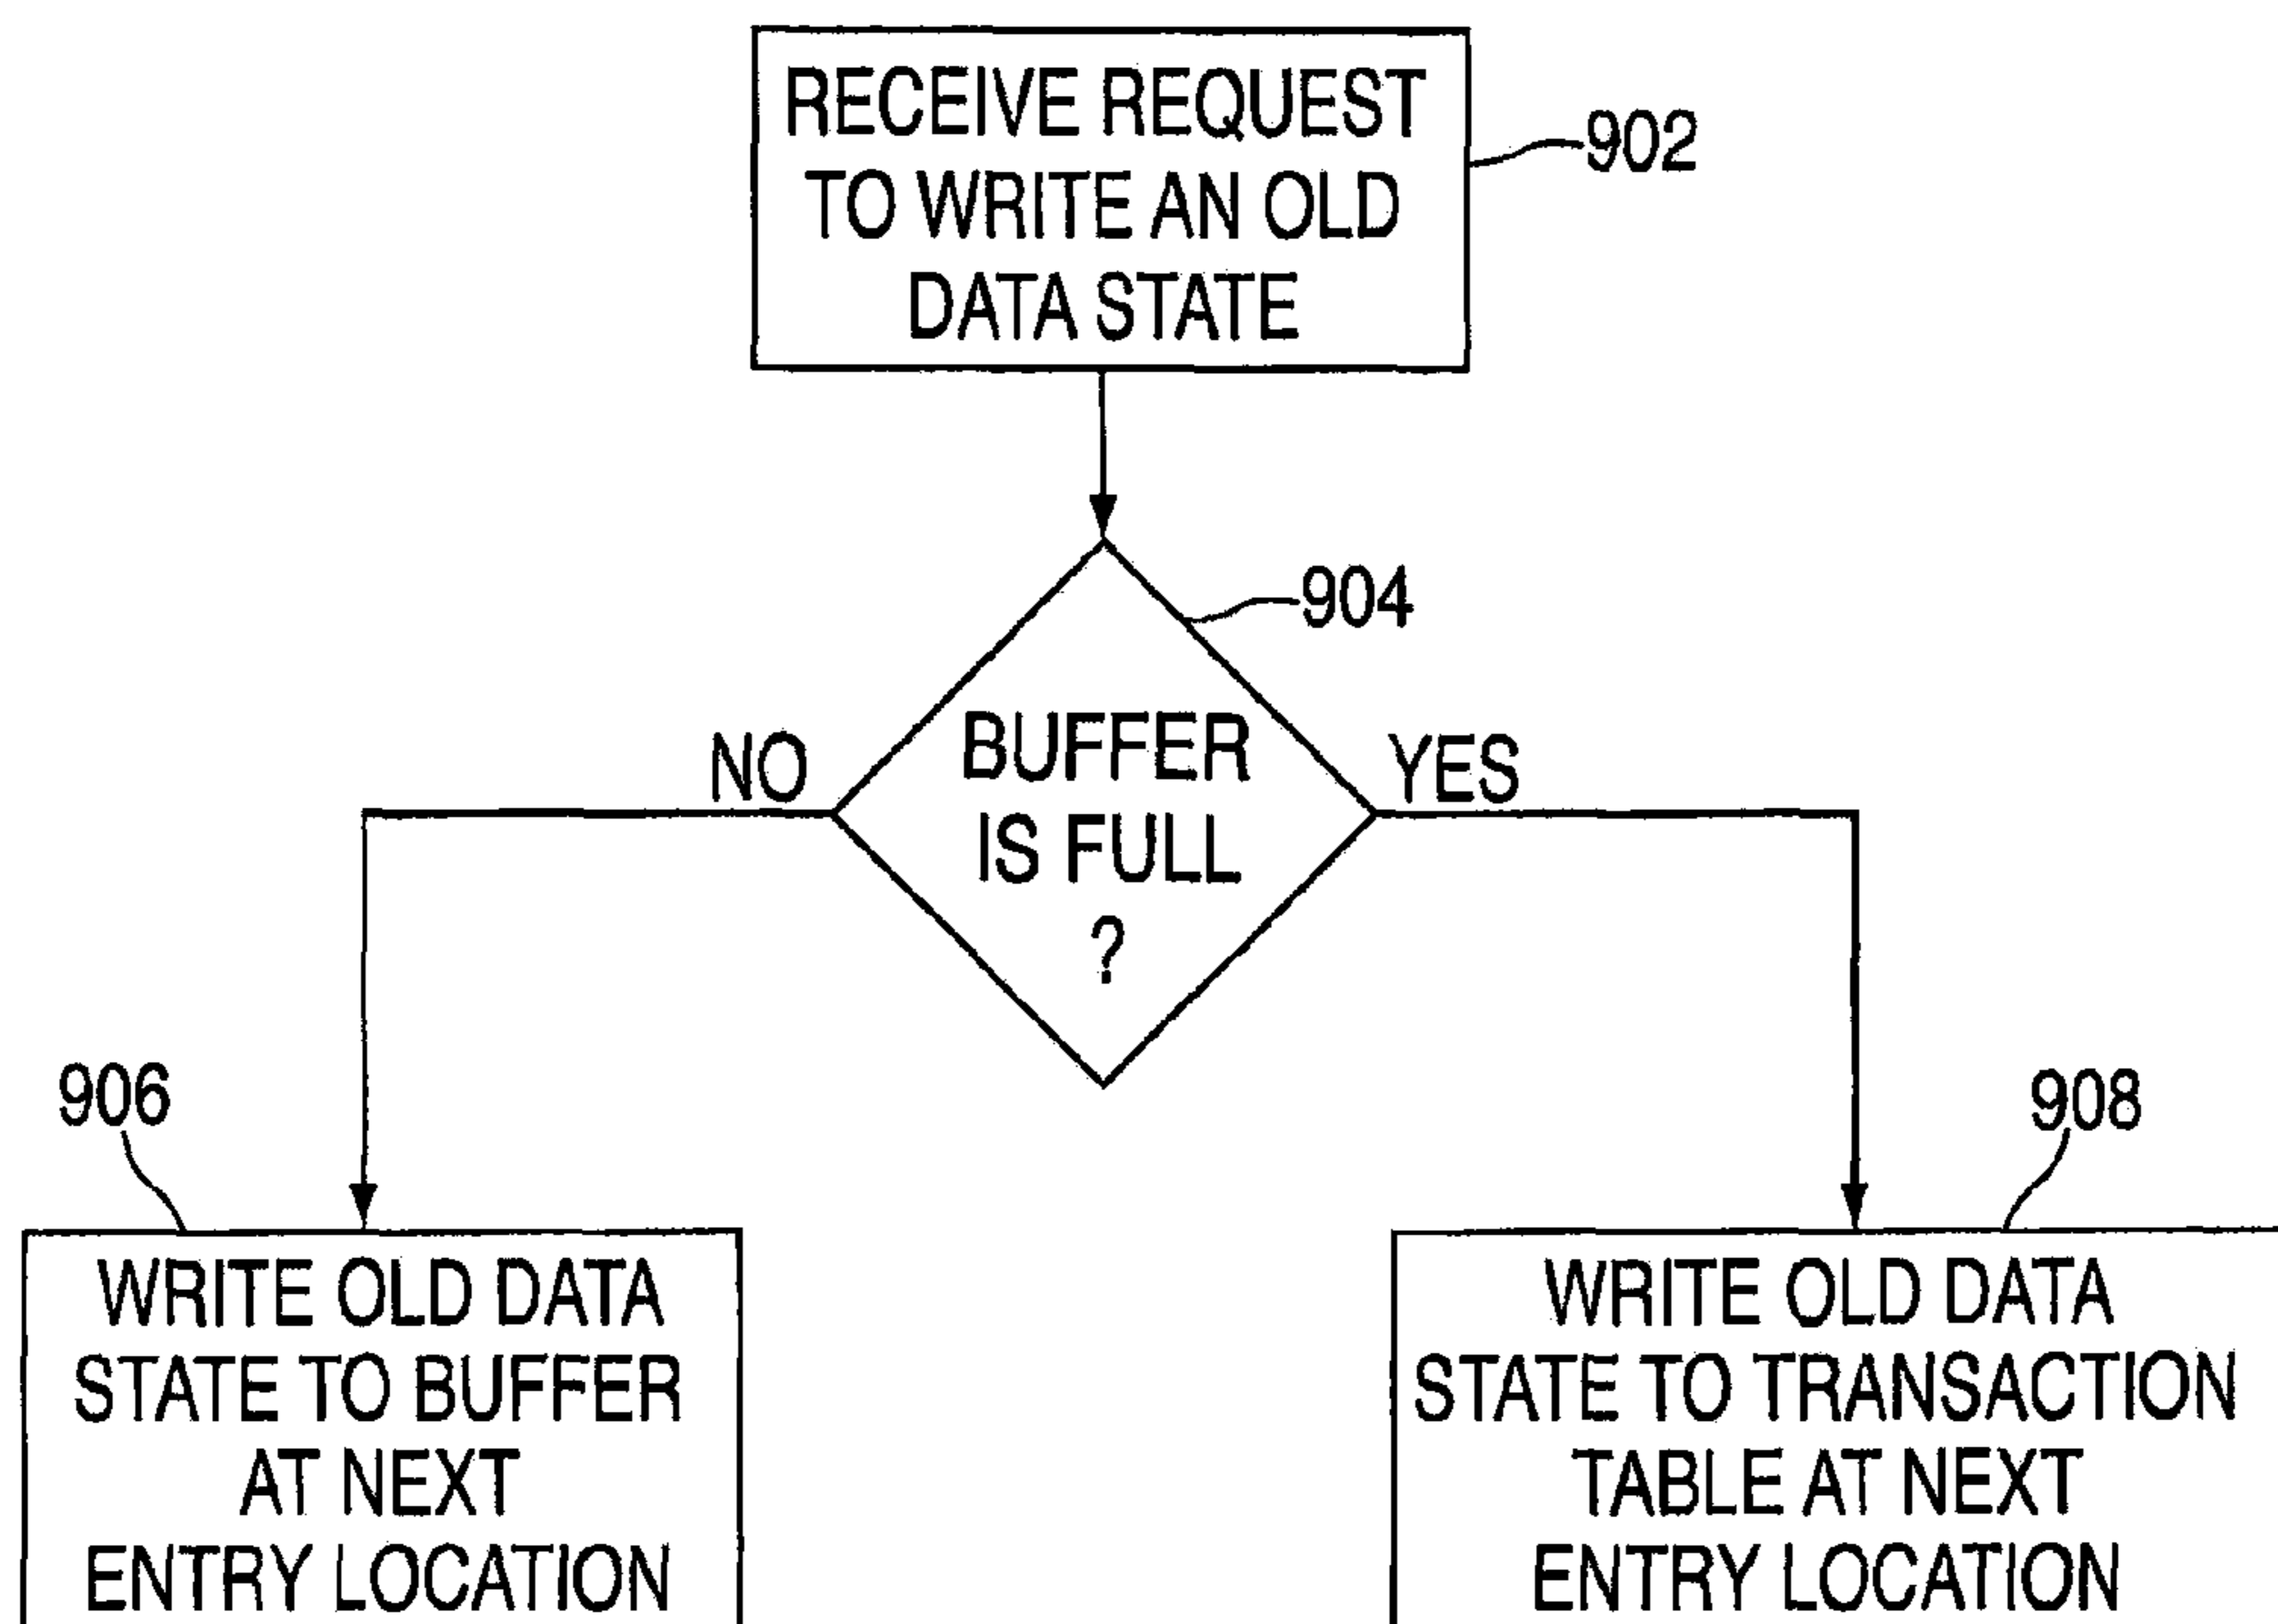 RECEIVE REQUEST
TO WRITE AN OLD
DATA STATE
902
904
BUFFER
IS FULL
?
NO
YES
906
WRITE OLD DATA
STATE TO BUFFER
AT NEXT
ENTRY LOCATION
908
WRITE OLD DATA
STATE TO TRANSACTION
TABLE AT NEXT
ENTRY LOCATION